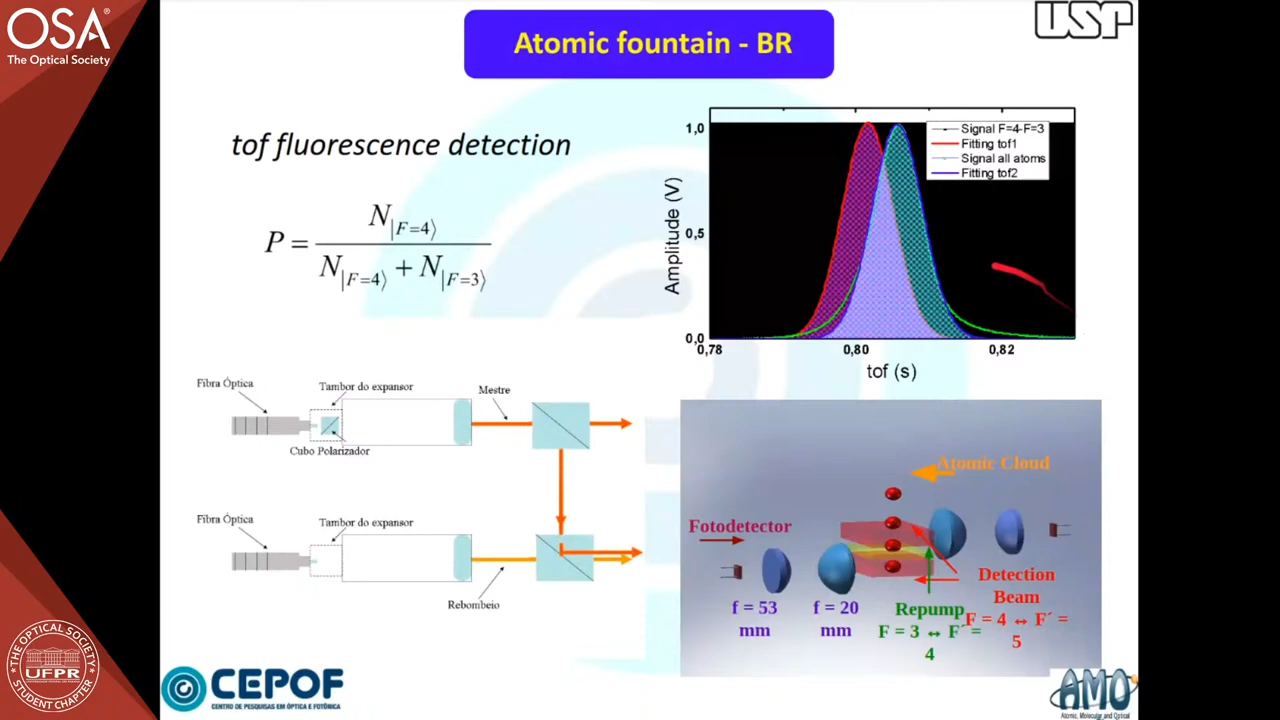 OSA®
The Optical Society
Atomic fountain - BR
USP
tof fluorescence detection
P = N|F=4⟩ / N|F=4⟩ + N|F=3⟩
Amplitude (V)
1,0
0,5
0,0
0,78
0,80
0,82
tof (s)
Signal F=4-F=3
Fitting tof1
Signal all atoms
Fitting tof2
Fibra Óptica
Tambor do expansor
Mestre
Cubo Polarizador
Fibra Óptica
Tambor do expansor
Rebombeio
Atomic Cloud
Fotodetector
f = 53
mm
f = 20
mm
Repump
F = 3 ↔ F´ =
4
Detection
Beam
F = 4 ↔ F´ =
5
THE OPTICAL SOCIETY
UFPR
STUDENT CHAPTER
CEPOF
CENTRO DE PESQUISAS EM ÓPTICA E FOTÔNICA
AMO
Atomic, Molecular and Optical